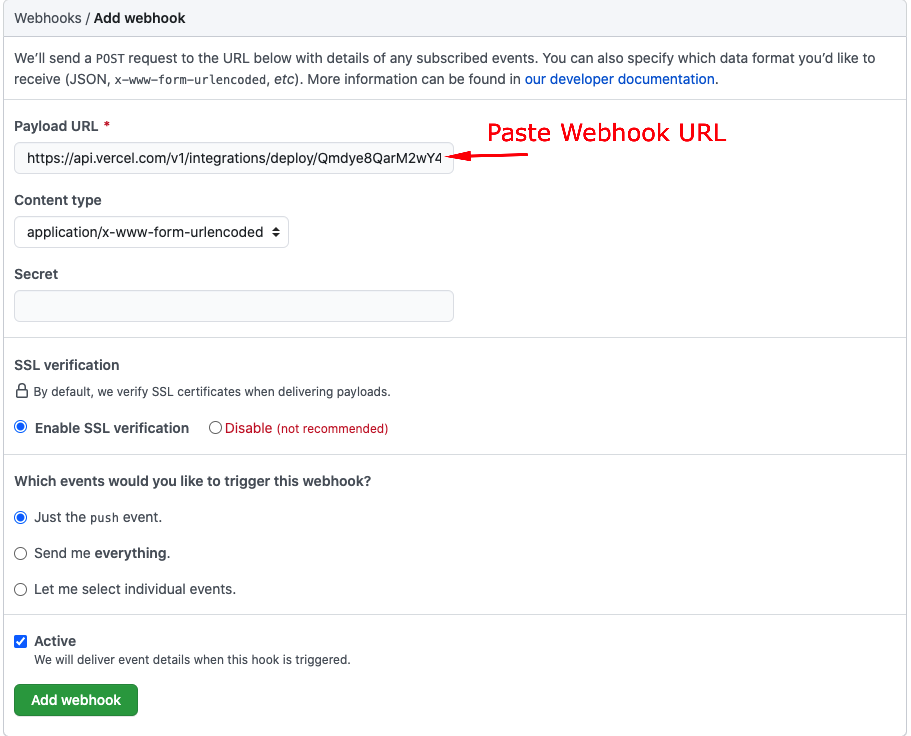 Webhooks / Add webhook
We’ll send a POST request to the URL below with details of any subscribed events. You can also specify which data format you’d like to
receive (JSON, x-www-form-urlencoded, etc). More information can be found in our developer documentation.
Payload URL *
Paste Webhook URL
https://api.vercel.com/v1/integrations/deploy/Qmdye8QarM2wY4
Content type
application/x-www-form-urlencoded
Secret
SSL verification
By default, we verify SSL certificates when delivering payloads.
Enable SSL verification Disable (not recommended)
Which events would you like to trigger this webhook?
Just the push event.
Send me everything.
Let me select individual events.
Active
We will deliver event details when this hook is triggered.
Add webhook